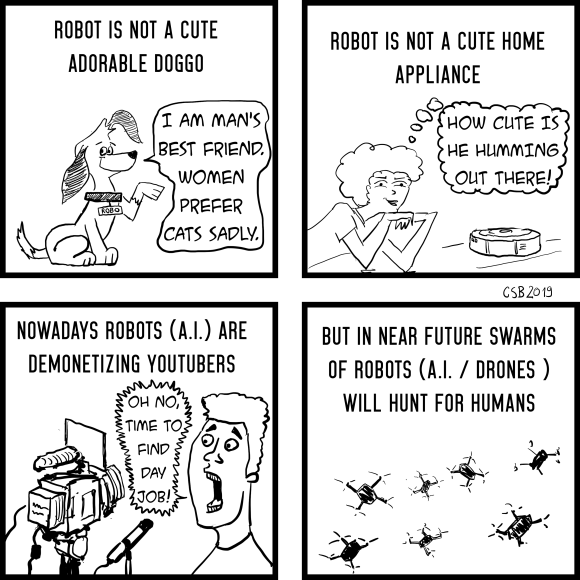 ROBOT IS NOT A CUTE
ADORABLE DOGGO
I AM MAN'S
BEST FRIEND.
WOMEN
PREFER
CATS SADLY.
ROBO
ROBOT IS NOT A CUTE HOME
APPLIANCE
HOW CUTE IS
HE HUMMING
OUT THERE!
CSB2019
NOWADAYS ROBOTS (A.I.) ARE
DEMONETIZING YOUTUBERS
OH NO,
TIME TO
FIND
DAY
JOB!
BUT IN NEAR FUTURE SWARMS
OF ROBOTS (A.I. / DRONES )
WILL HUNT FOR HUMANS